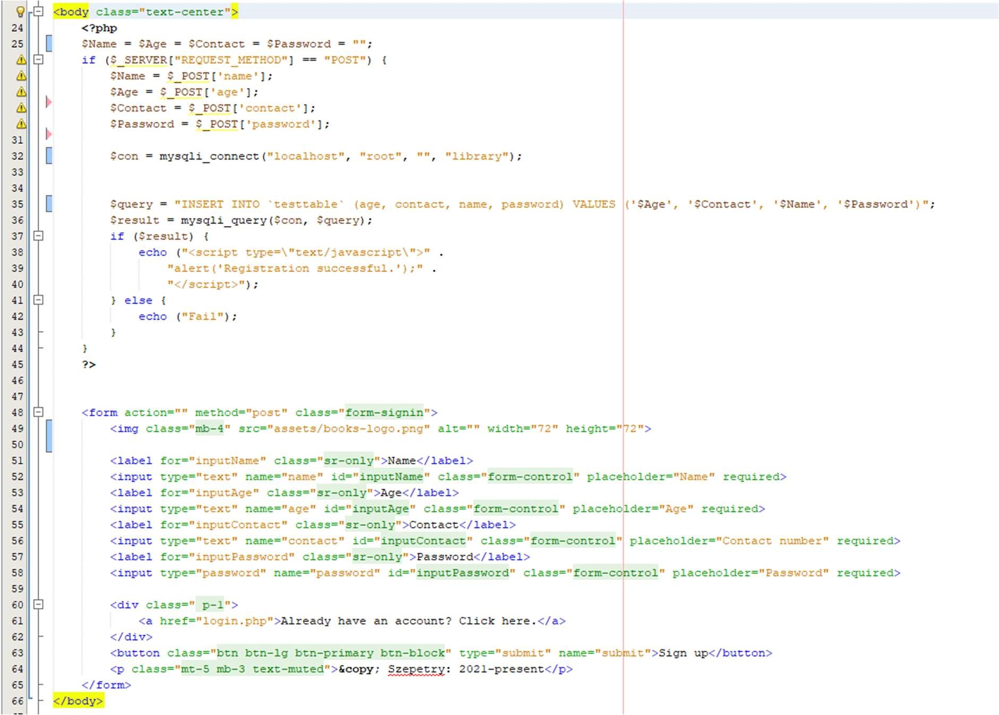 <body class="text-center">
24 <?php
25 $Name = $Age = $Contact = $Password = "";
if ($_SERVER["REQUEST_METHOD"] == "POST") {
$Name = $_POST['name'];
$Age = $_POST['age'];
$Contact = $_POST['contact'];
$Password = $_POST['password'];
31
32 $con = mysqli_connect("localhost", "root", "", "library");
33
34
35 $query = "INSERT INTO `testtable` (age, contact, name, password) VALUES ('$Age', '$Contact', '$Name', '$Password')";
36 $result = mysqli_query($con, $query);
37 if ($result) {
38 echo ("<script type=\"text/javascript\">" .
39 "alert('Registration successful.');" .
40 "</script>");
41 } else {
42 echo ("Fail");
43 }
44 }
45 ?>
46
47
48 <form action="" method="post" class="form-signin">
49 <img class="mb-4" src="assets/books-logo.png" alt="" width="72" height="72">
50
51 <label for="inputName" class="sr-only">Name</label>
52 <input type="text" name="name" id="inputName" class="form-control" placeholder="Name" required>
53 <label for="inputAge" class="sr-only">Age</label>
54 <input type="text" name="age" id="inputAge" class="form-control" placeholder="Age" required>
55 <label for="inputContact" class="sr-only">Contact</label>
56 <input type="text" name="contact" id="inputContact" class="form-control" placeholder="Contact number" required>
57 <label for="inputPassword" class="sr-only">Password</label>
58 <input type="password" name="password" id="inputPassword" class="form-control" placeholder="Password" required>
59
60 <div class=" p-1">
61 <a href="login.php">Already have an account? Click here.</a>
62 </div>
63 <button class="btn btn-lg btn-primary btn-block" type="submit" name="submit">Sign up</button>
64 <p class="mt-5 mb-3 text-muted">&copy; Szepetry: 2021-present</p>
65 </form>
66 </body>